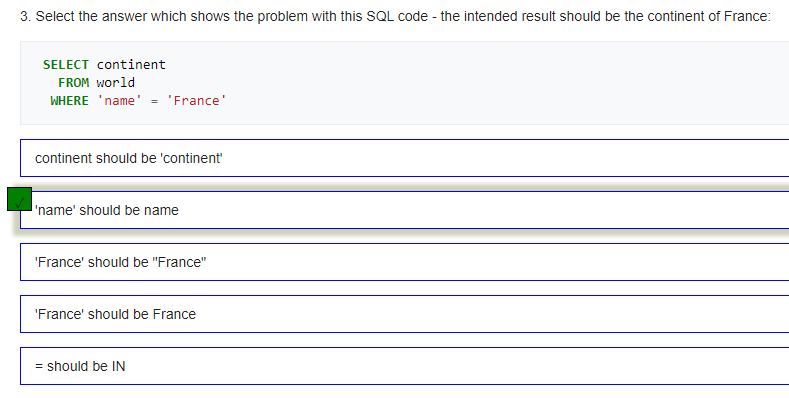 3. Select the answer which shows the problem with this SQL code - the intended result should be the continent of France:
SELECT continent
FROM world
WHERE 'name' = 'France'
continent should be 'continent'
'name' should be name
'France' should be "France"
'France' should be France
= should be IN